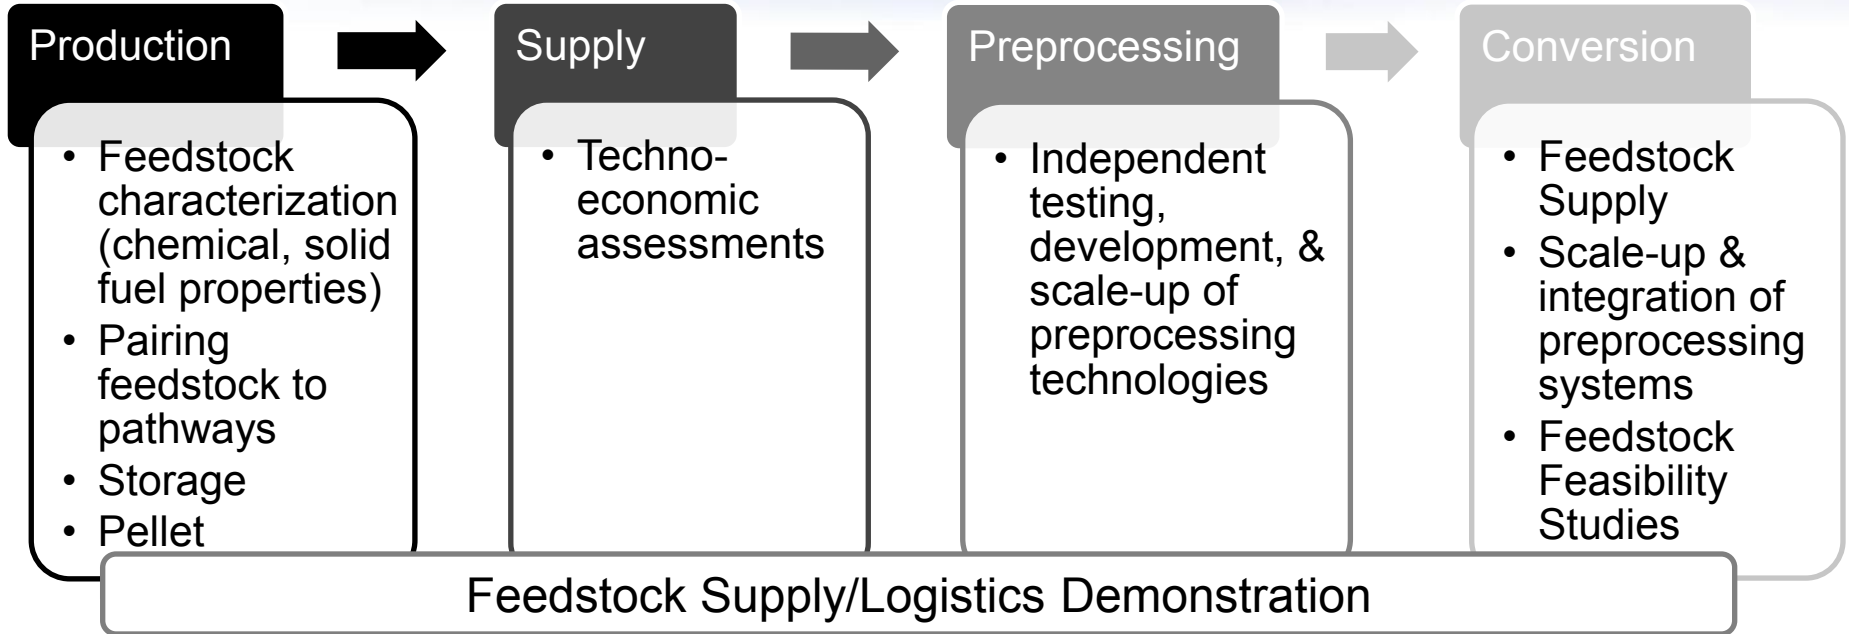 Production
Supply
Preprocessing
Conversion
• Feedstock
characterization
(chemical, solid
fuel properties)
• Pairing
feedstock to
pathways
• Storage
• Pellet
• Techno-
economic
assessments
• Independent
testing,
development, &
scale-up of
preprocessing
technologies
• Feedstock
Supply
• Scale-up &
integration of
preprocessing
systems
• Feedstock
Feasibility
Studies
Feedstock Supply/Logistics Demonstration